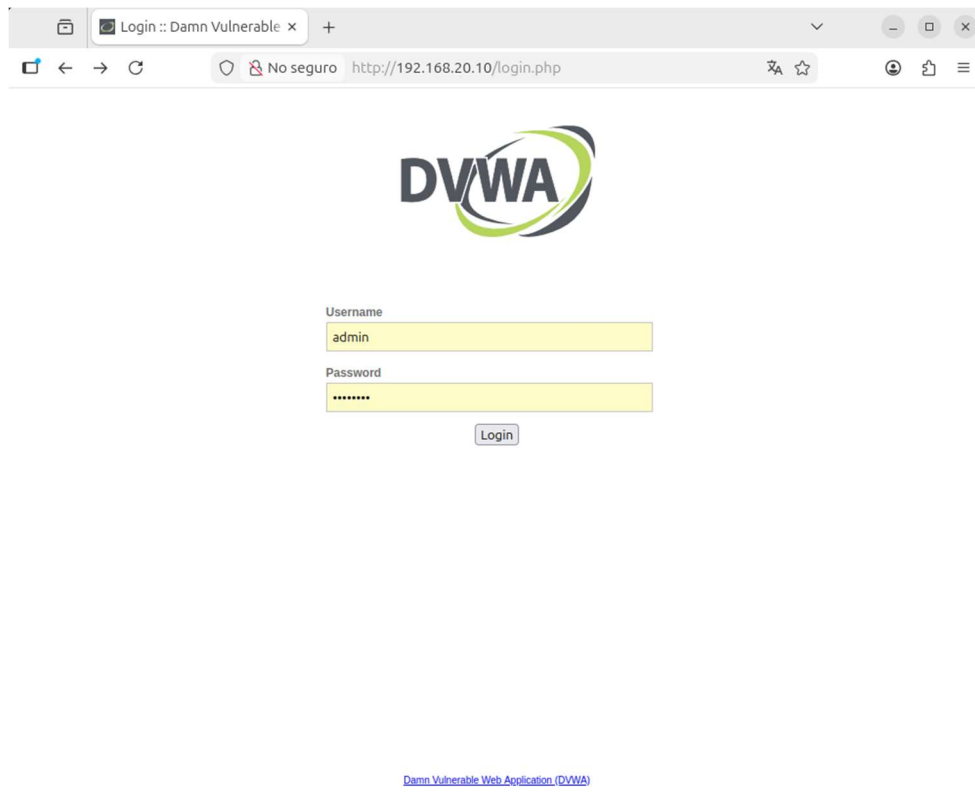 Login :: Damn Vulnerable
No seguro http://192.168.20.10/login.php
DVWA
Username
admin
Password
••••••••
Login
Damn Vulnerable Web Application (DVWA)